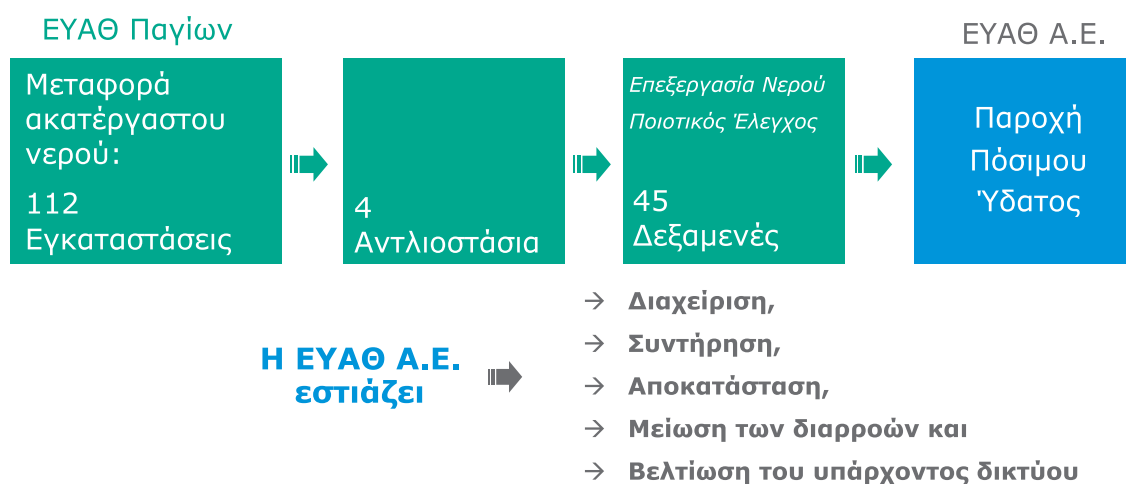 ΕΥΑΘ Παγίων
ΕΥΑΘ Α.Ε.
Μεταφορά
ακατέργαστου
νερού:
112
Εγκαταστάσεις
4
Αντλιοστάσια
Επεξεργασία Νερού
Ποιοτικός Έλεγχος
45
Δεξαμενές
Παροχή
Πόσιμου
Ύδατος
Η ΕΥΑΘ Α.Ε.
εστιάζει
→ Διαχείριση,
→ Συντήρηση,
→ Αποκατάσταση,
→ Μείωση των διαρροών και
→ Βελτίωση του υπάρχοντος δικτύου